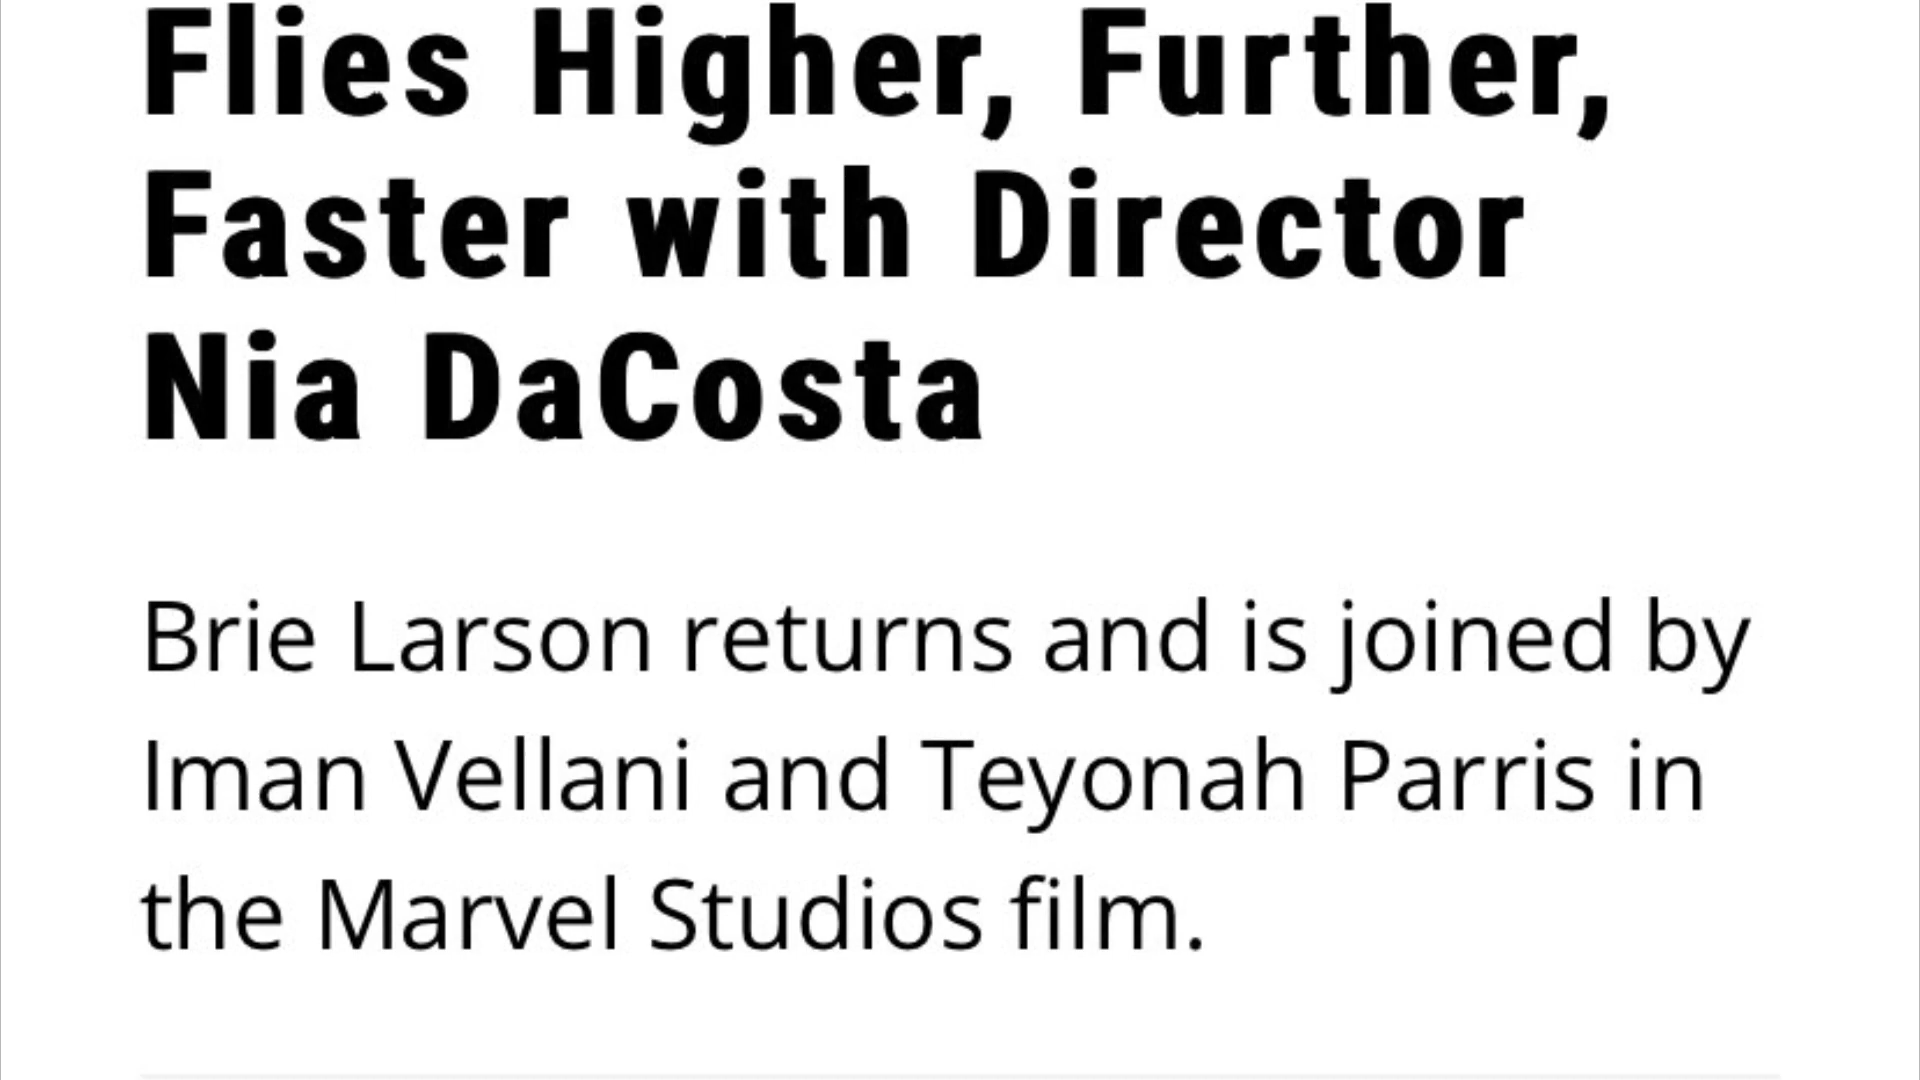 Flies Higher, Further,
Faster with Director
Nia DaCosta
Brie Larson returns and is joined by
Iman Vellani and Teyonah Parris in
the Marvel Studios film.